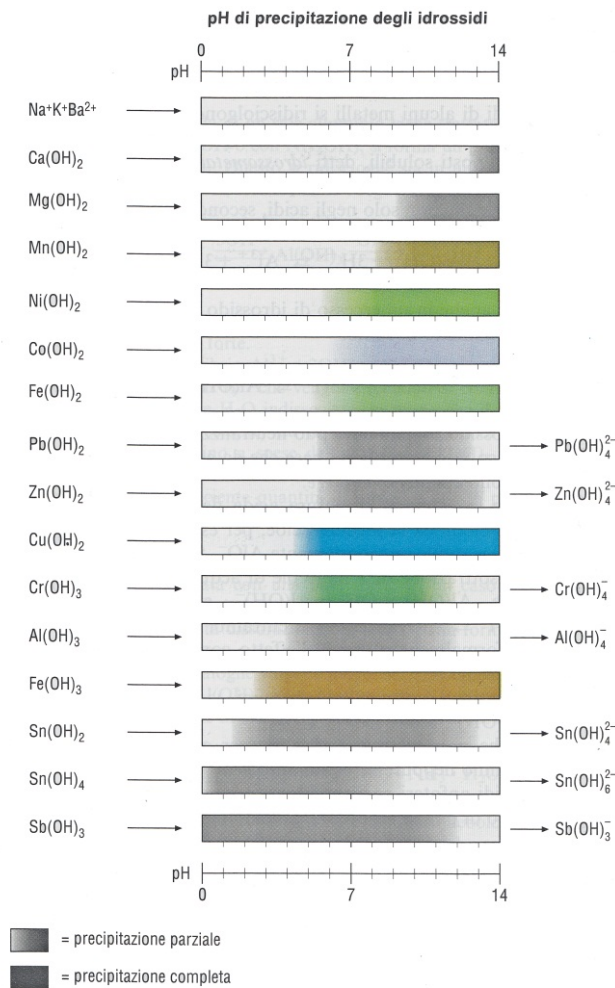 pH di precipitazione degli idrossidi
0 7 14
pH
Na⁺K⁺Ba²⁺
Ca(OH)₂
Mg(OH)₂
Mn(OH)₂
Ni(OH)₂
Co(OH)₂
Fe(OH)₂
Pb(OH)₂ Pb(OH)₄²⁻
Zn(OH)₂ Zn(OH)₄²⁻
Cu(OH)₂
Cr(OH)₃ Cr(OH)₄⁻
Al(OH)₃ Al(OH)₄⁻
Fe(OH)₃
Sn(OH)₂ Sn(OH)₄²⁻
Sn(OH)₄ Sn(OH)₆²⁻
Sb(OH)₃ Sb(OH)₃⁻
pH
0 7 14
= precipitazione parziale
= precipitazione completa